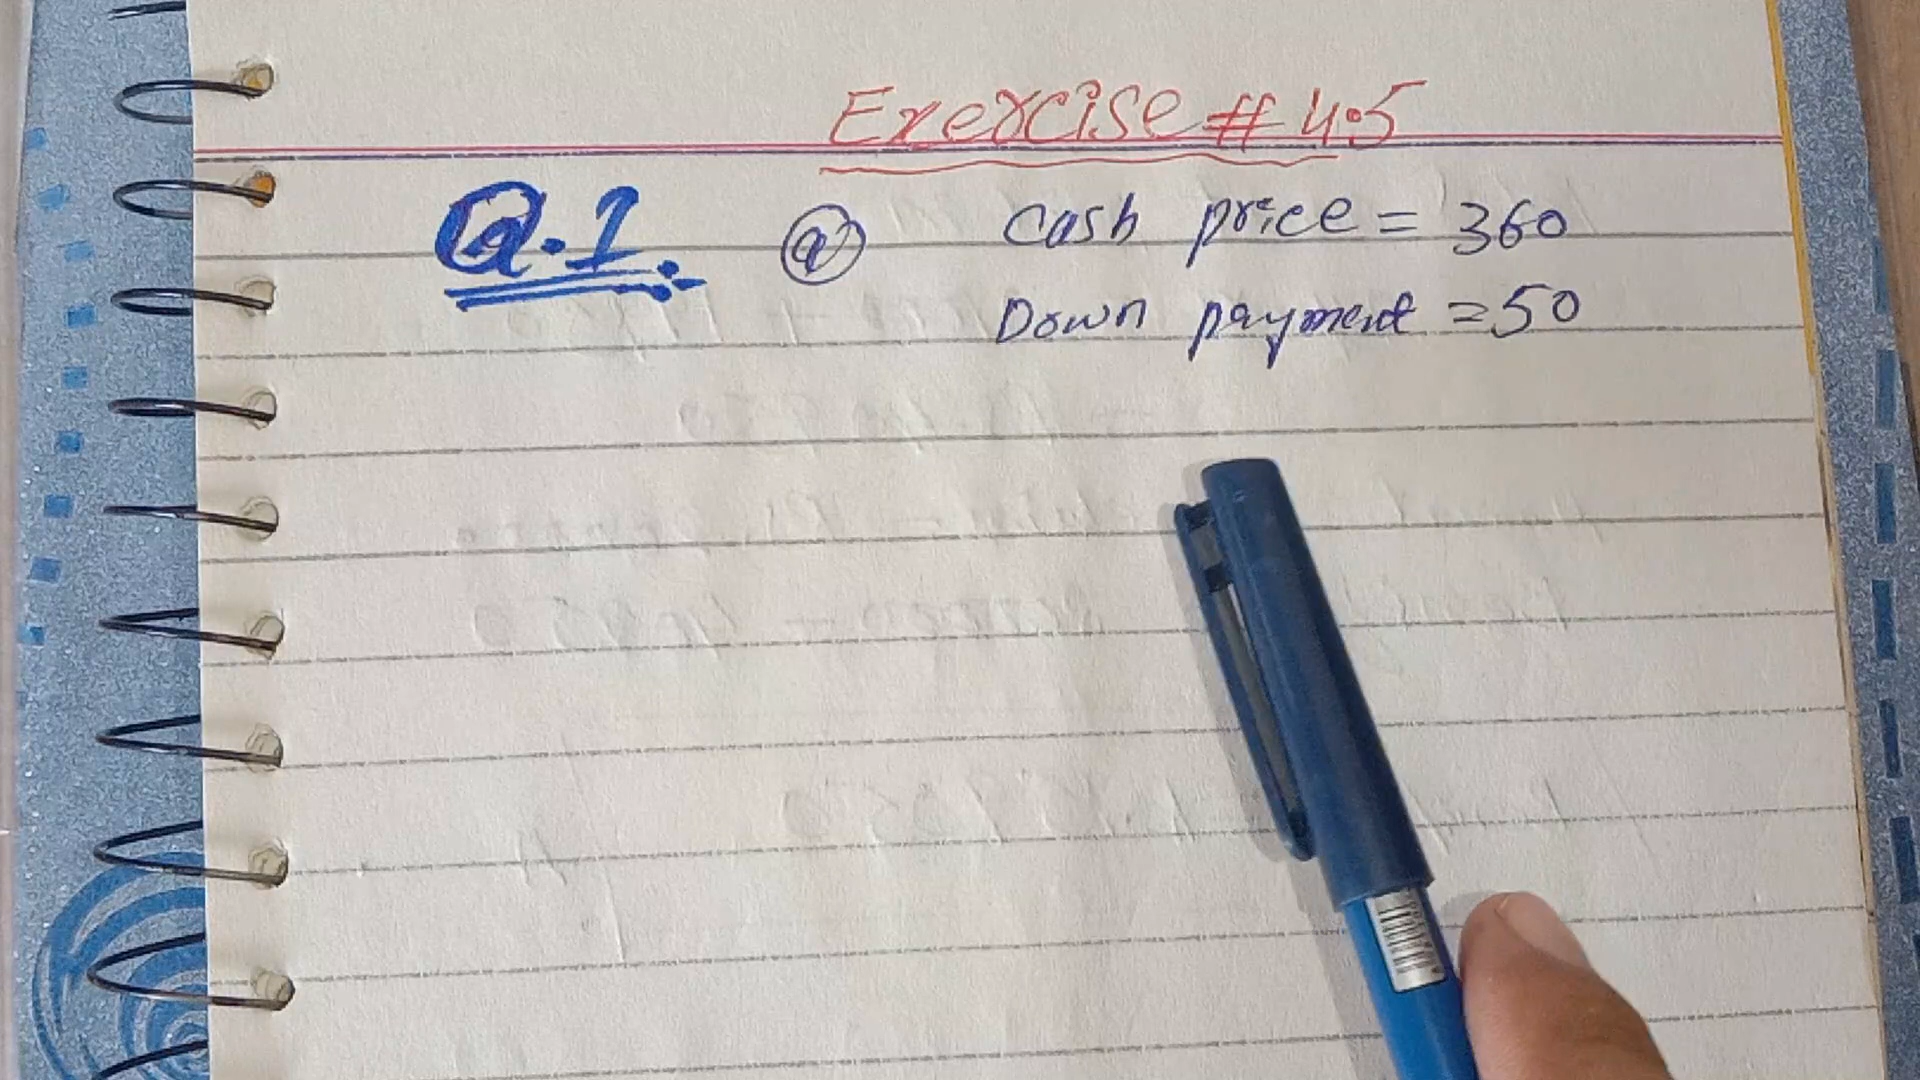 Exercise # 4.5
Q.1 (a) Cash price = 360
Down payment = 50